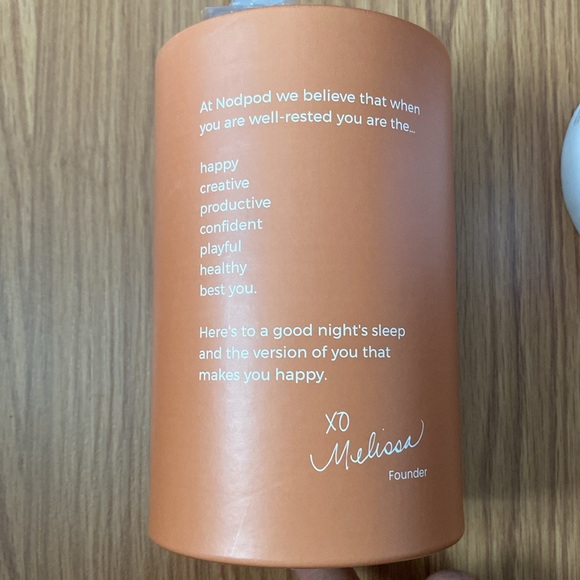 At Nodpod we believe that when
you are well-rested you are the...
happy
creative
productive
confident
playful
healthy
best you.
Here's to a good night's sleep
and the version of you that
makes you happy.
XO
Melissa
Founder